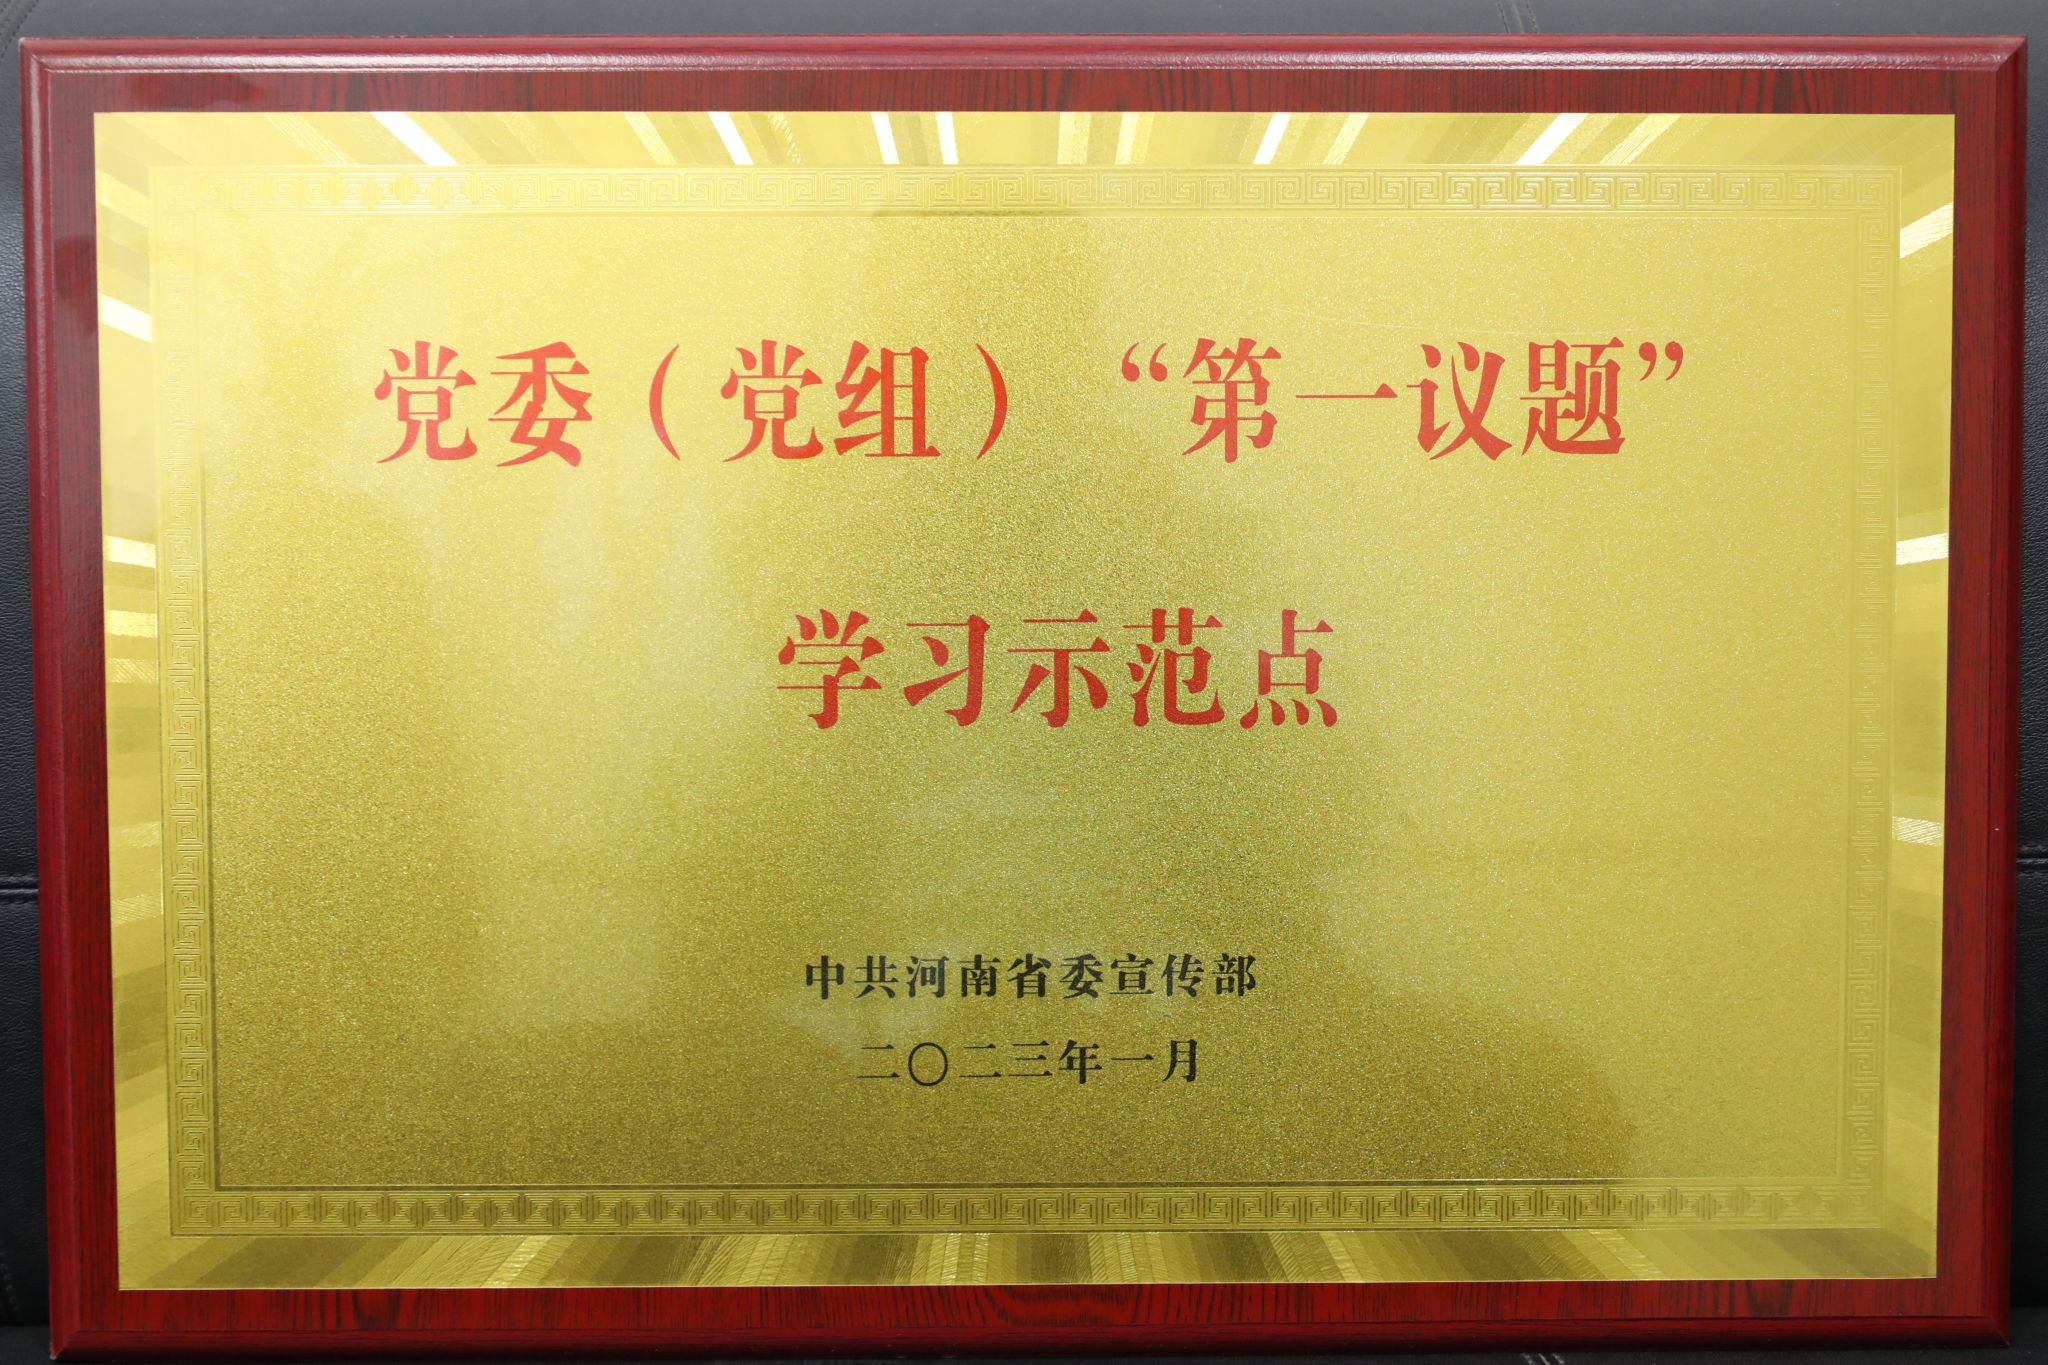 党委（党组）“第一议题”
学习示范点
中共河南省委宣传部
二〇二三年一月